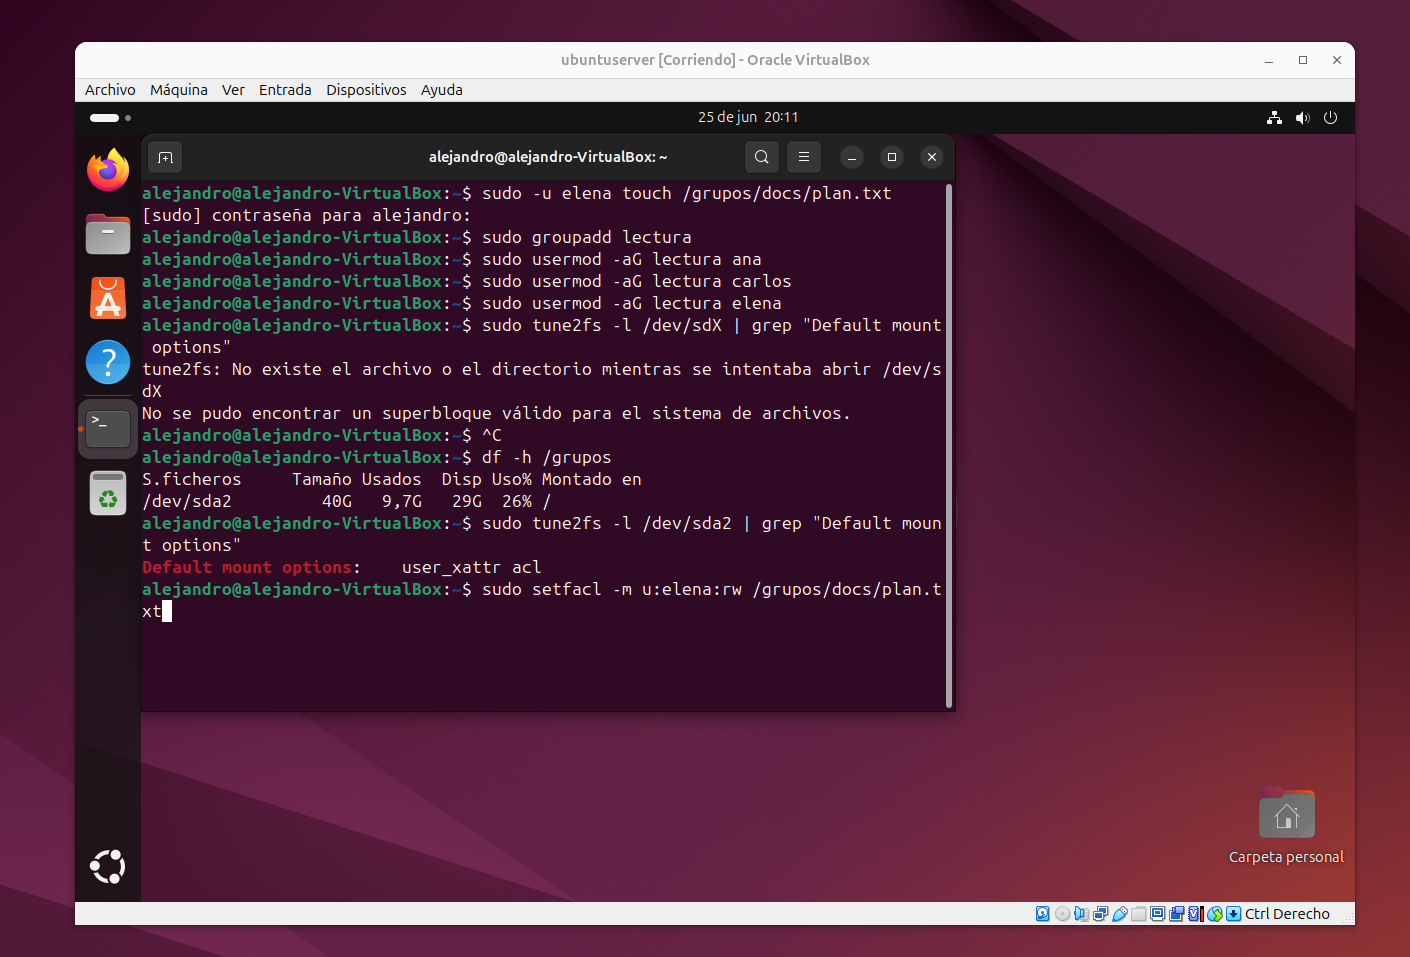 ubuntuserver [Corriendo] - Oracle VirtualBox
Archivo Máquina Ver Entrada Dispositivos Ayuda
25 de jun 20:11
alejandro@alejandro-VirtualBox: ~
alejandro@alejandro-VirtualBox:~$ sudo -u elena touch /grupos/docs/plan.txt
[sudo] contraseña para alejandro:
alejandro@alejandro-VirtualBox:~$ sudo groupadd lectura
alejandro@alejandro-VirtualBox:~$ sudo usermod -aG lectura ana
alejandro@alejandro-VirtualBox:~$ sudo usermod -aG lectura carlos
alejandro@alejandro-VirtualBox:~$ sudo usermod -aG lectura elena
alejandro@alejandro-VirtualBox:~$ sudo tune2fs -l /dev/sdX | grep "Default mount
 options"
tune2fs: No existe el archivo o el directorio mientras se intentaba abrir /dev/s
dX
No se pudo encontrar un superbloque válido para el sistema de archivos.
alejandro@alejandro-VirtualBox:~$ ^C
alejandro@alejandro-VirtualBox:~$ df -h /grupos
S.ficheros     Tamaño Usados  Disp Uso% Montado en
/dev/sda2         40G   9,7G   29G  26% /
alejandro@alejandro-VirtualBox:~$ sudo tune2fs -l /dev/sda2 | grep "Default moun
t options"
Default mount options:    user_xattr acl
alejandro@alejandro-VirtualBox:~$ sudo setfacl -m u:elena:rw /grupos/docs/plan.t
xt
Carpeta personal
Ctrl Derecho